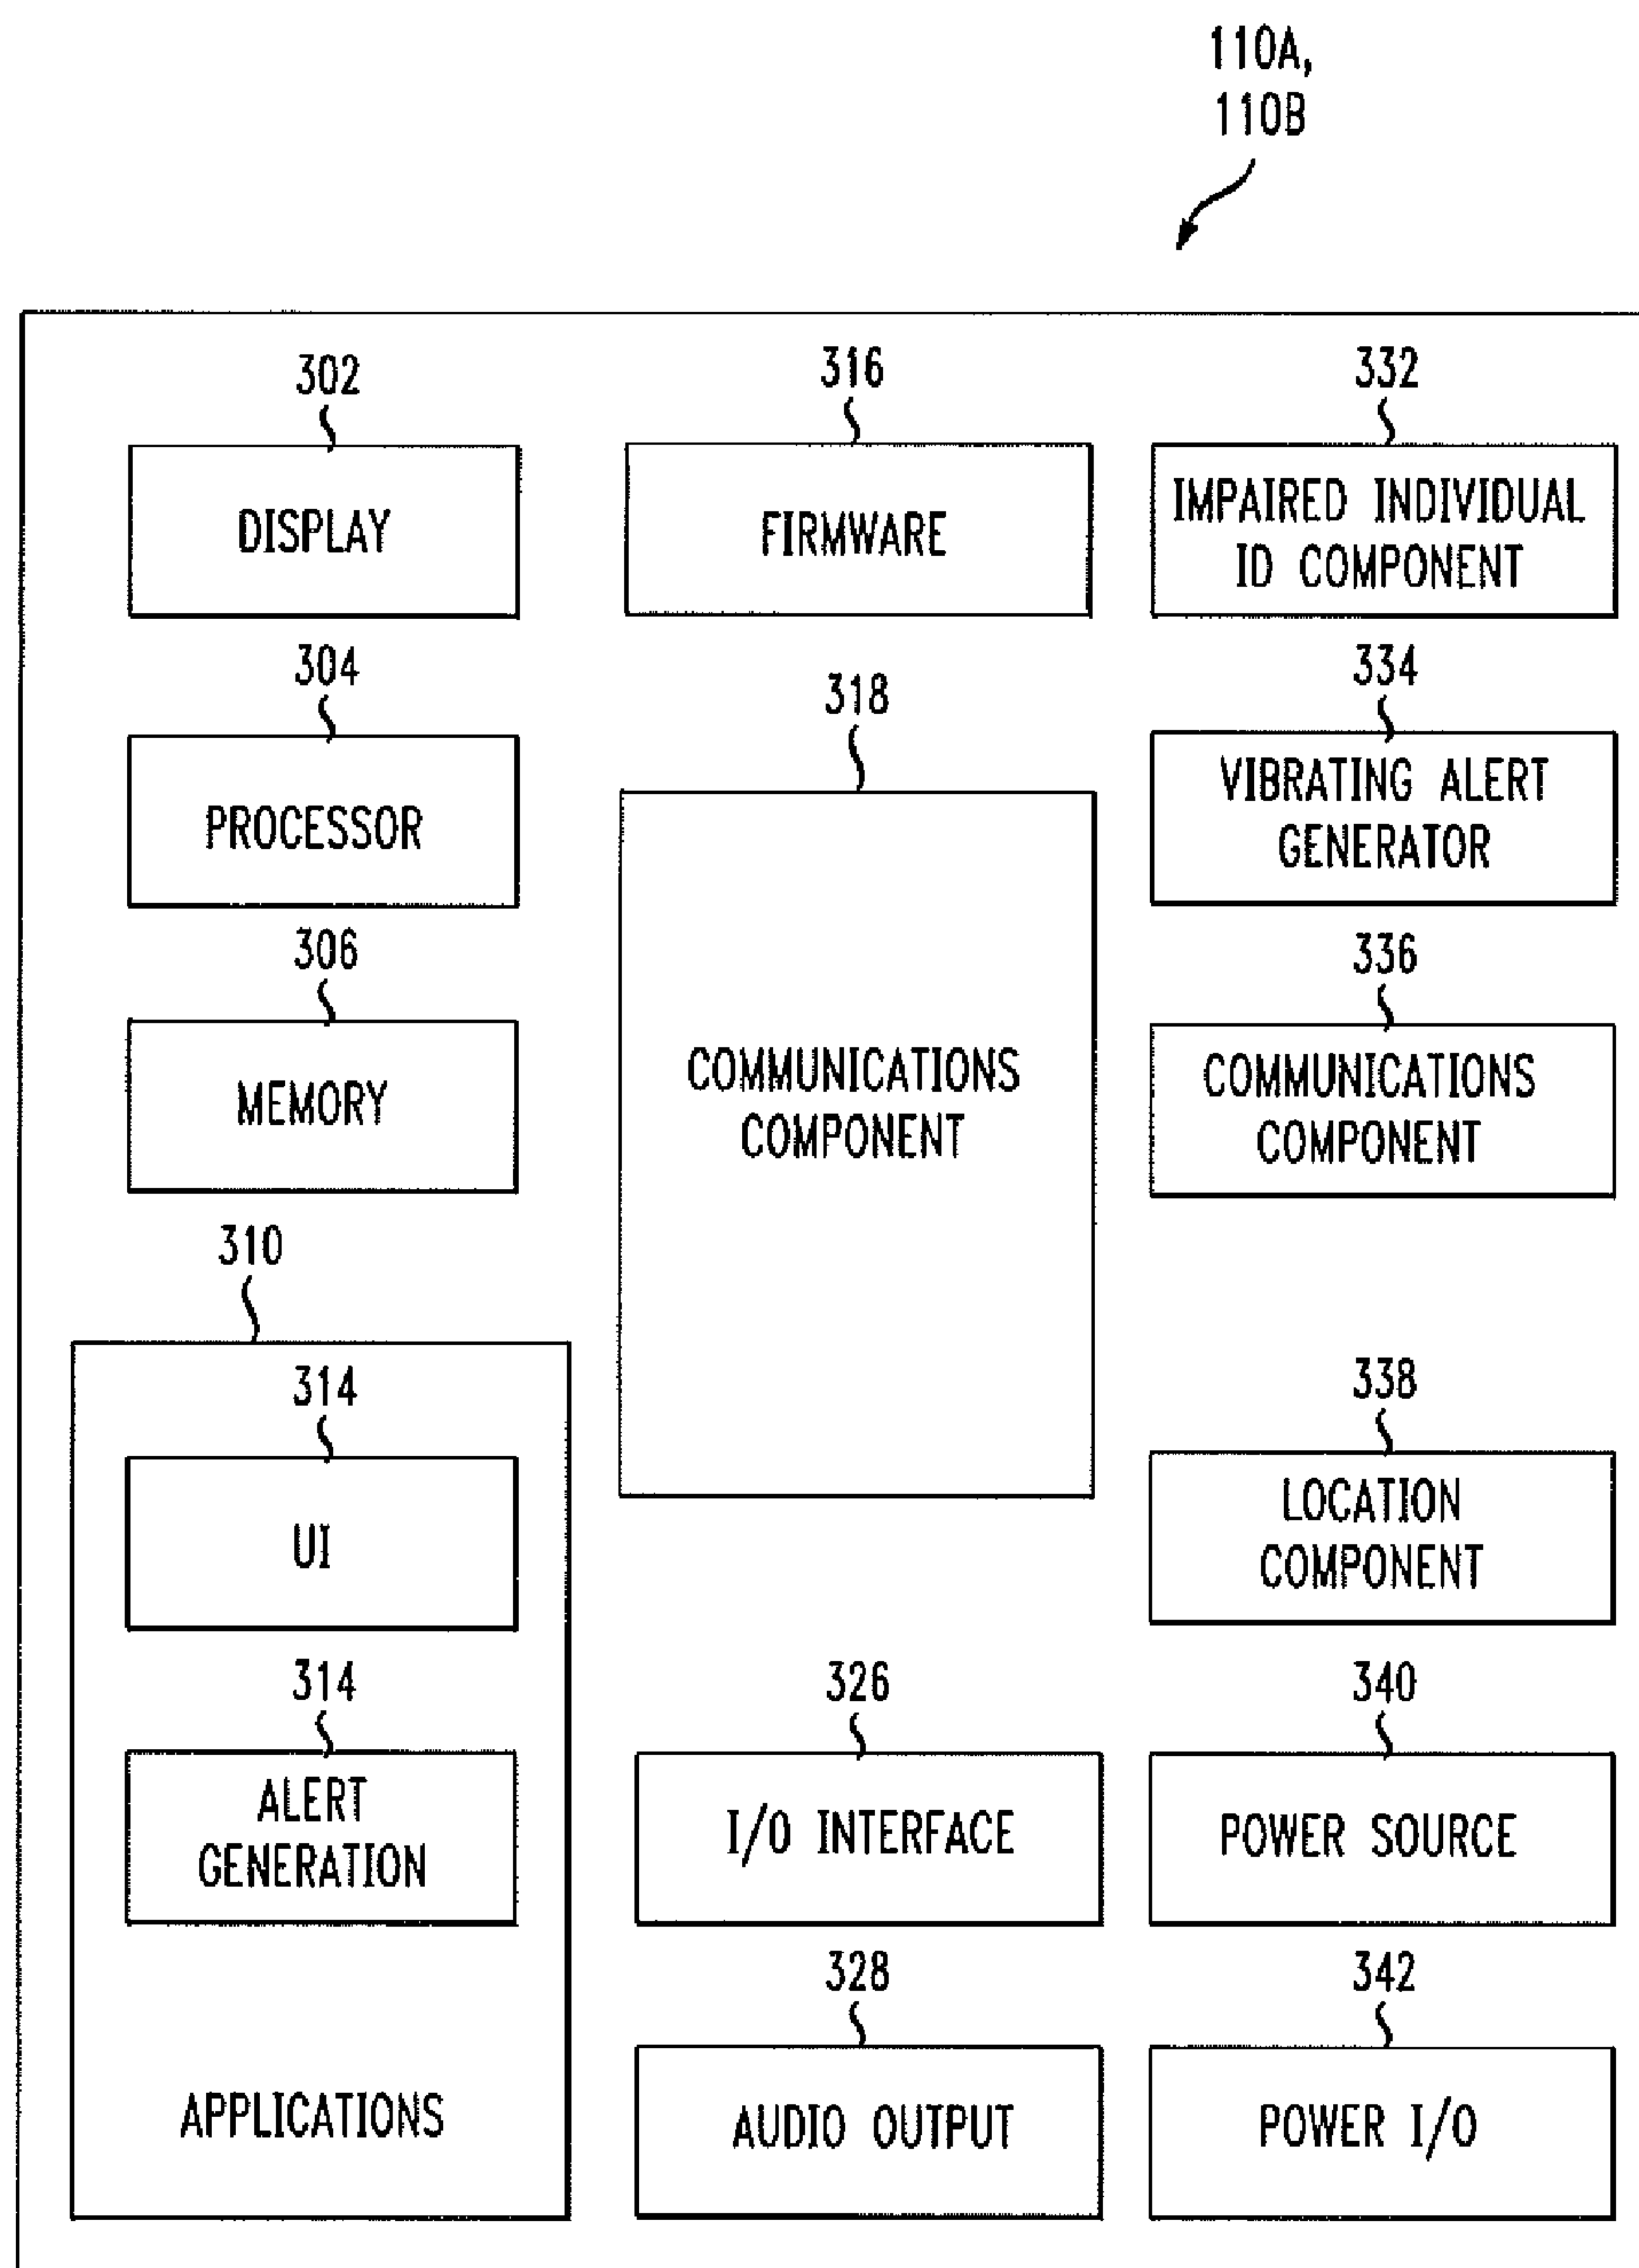 110A,
110B
302
DISPLAY
304
PROCESSOR
306
MEMORY
310
314
UI
314
ALERT
GENERATION
APPLICATIONS
316
FIRMWARE
318
COMMUNICATIONS
COMPONENT
326
I/O INTERFACE
328
AUDIO OUTPUT
332
IMPAIRED INDIVIDUAL
ID COMPONENT
334
VIBRATING ALERT
GENERATOR
336
COMMUNICATIONS
COMPONENT
338
LOCATION
COMPONENT
340
POWER SOURCE
342
POWER I/O